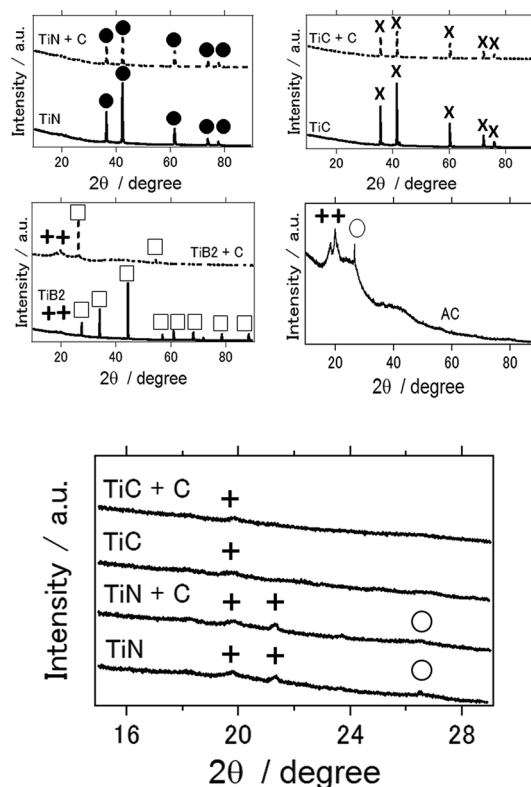 Intensity / a.u.
TiN + C
TiN
20 40 60 80
2θ / degree
Intensity / a.u.
TiC + C
X X X X X
X X X X X
TiC
20 40 60 80
2θ / degree
Intensity / a.u.
++
TiB2 + C
TiB2
++
20 40 60 80
2θ / degree
Intensity / a.u.
++
AC
20 40 60 80
2θ / degree
Intensity / a.u.
TiC + C
+
TiC
+
TiN + C
+ +
TiN
+ +
16 20 24 28
2θ / degree